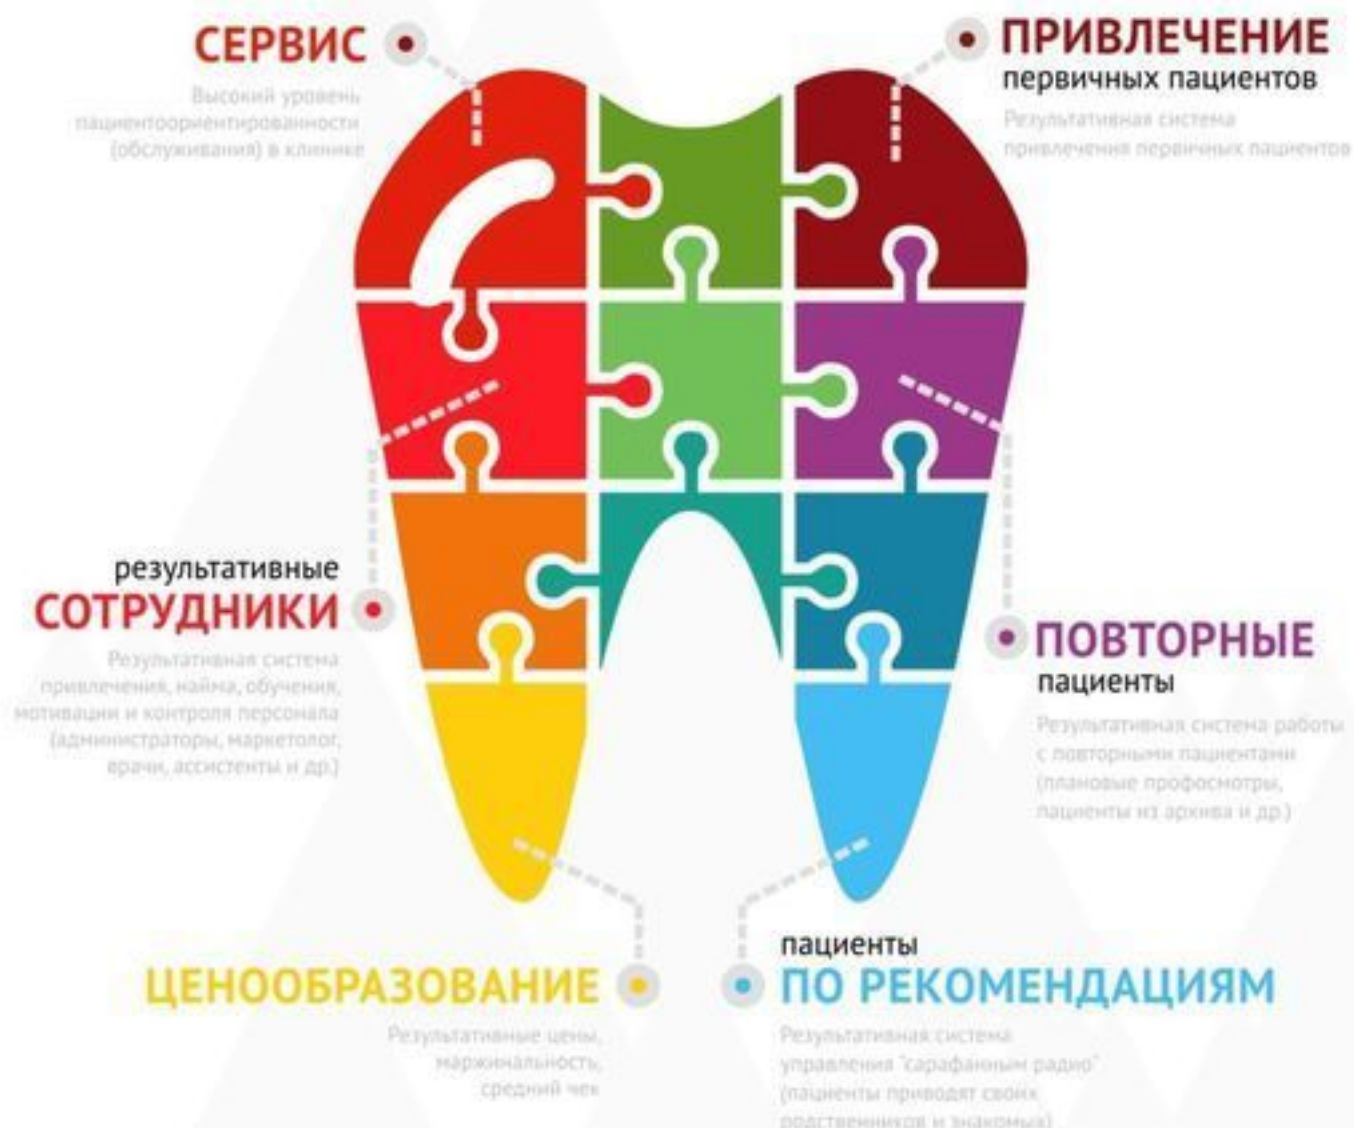 СЕРВИС
Высокий уровень
пациентоориентированности
(обслуживания) в клинике
ПРИВЛЕЧЕНИЕ
первичных пациентов
Результативная система
привлечения первичных пациентов
результативные
СОТРУДНИКИ
Результативная система
привлечения, найма, обучения,
мотивации и контроля персонала
(администраторы, маркетолог,
врачи, ассистенты и др.)
ПОВТОРНЫЕ
пациенты
Результативная система работы
с повторными пациентами
(плановые профосмотры,
пациенты из архива и др.)
ЦЕНООБРАЗОВАНИЕ
Результативные цены,
маржинальность,
средний чек
пациенты
ПО РЕКОМЕНДАЦИЯМ
Результативная система
управления "сарафанным радио"
(пациенты приводят своих
родственников и знакомых)